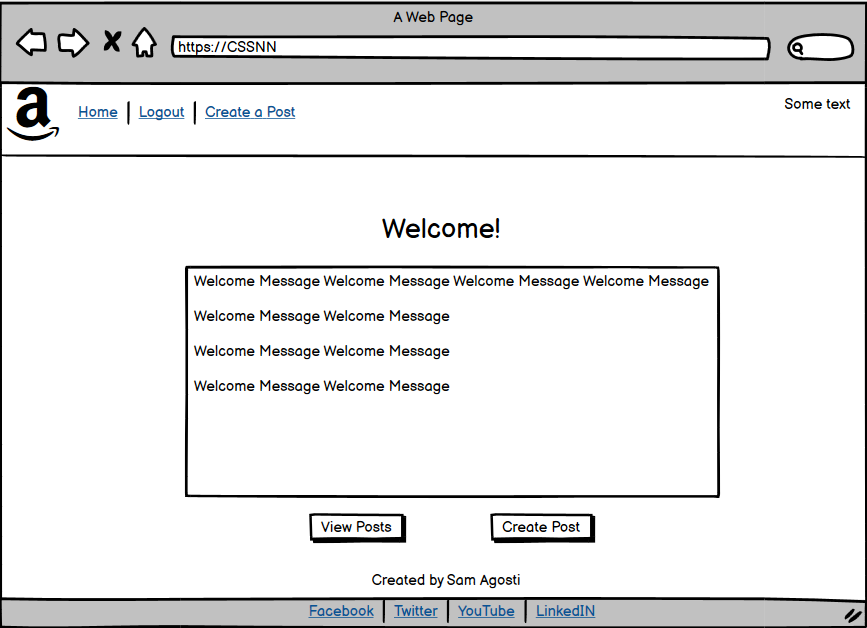 A Web Page
https://CSSNN
a
Home | Logout | Create a Post
Some text
Welcome!
Welcome Message Welcome Message Welcome Message Welcome Message
Welcome Message Welcome Message
Welcome Message Welcome Message
Welcome Message Welcome Message
View Posts
Create Post
Created by Sam Agosti
Facebook | Twitter | YouTube | LinkedIN